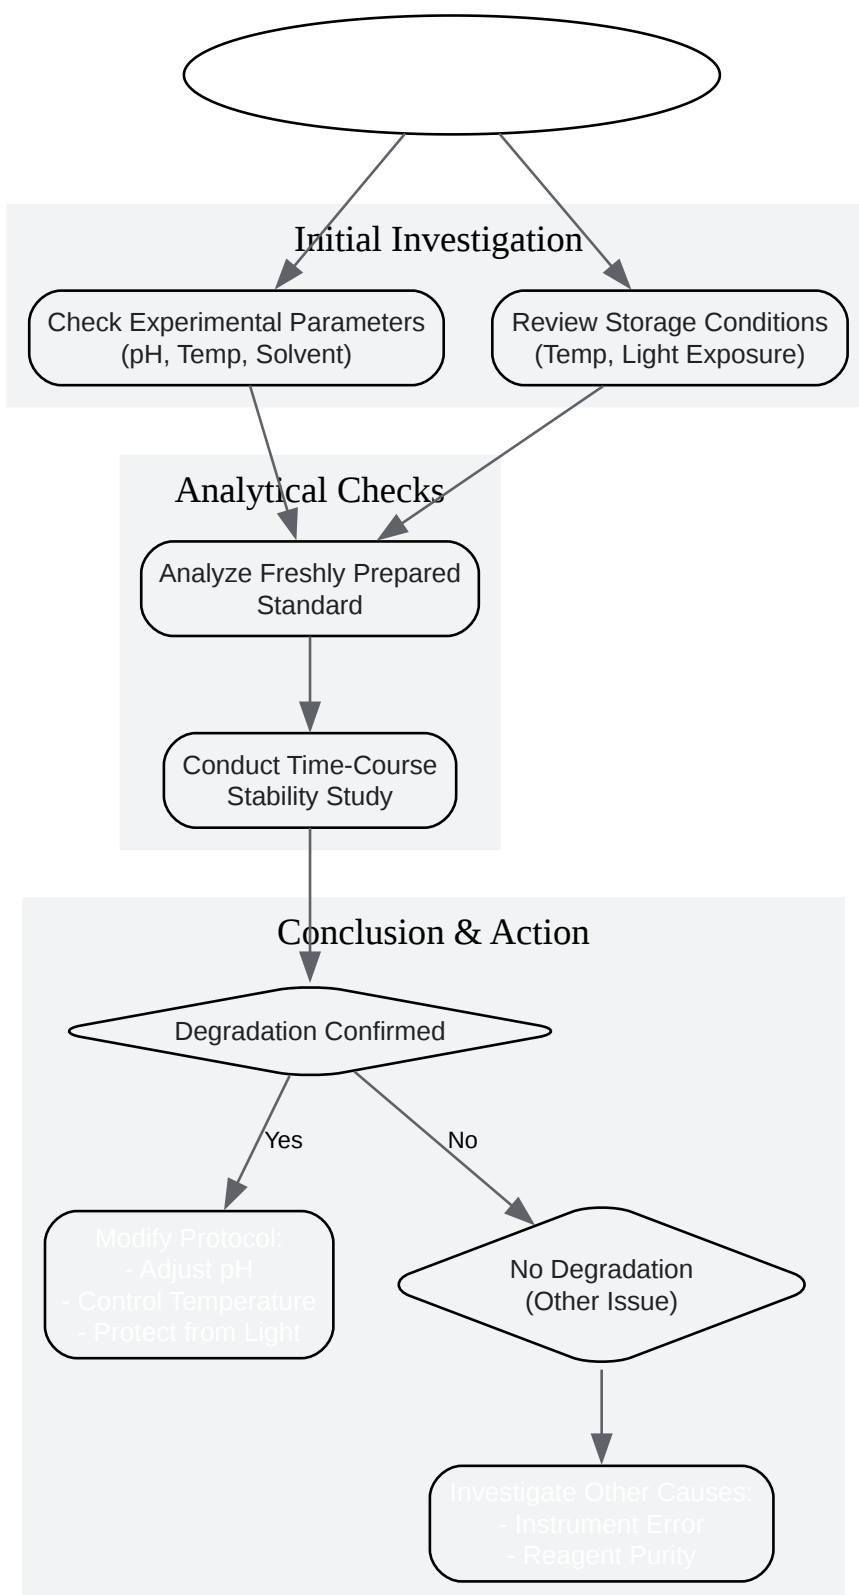 Initial Investigation
Check Experimental Parameters
(pH, Temp, Solvent)
Review Storage Conditions
(Temp, Light Exposure)
Analytical Checks
Analyze Freshly Prepared
Standard
Conduct Time-Course
Stability Study
Conclusion & Action
Degradation Confirmed
Yes
No
Modify Protocol:
- Adjust pH
- Control Temperature
- Protect from Light
No Degradation
(Other Issue)
Investigate Other Causes:
- Instrument Error
- Reagent Purity